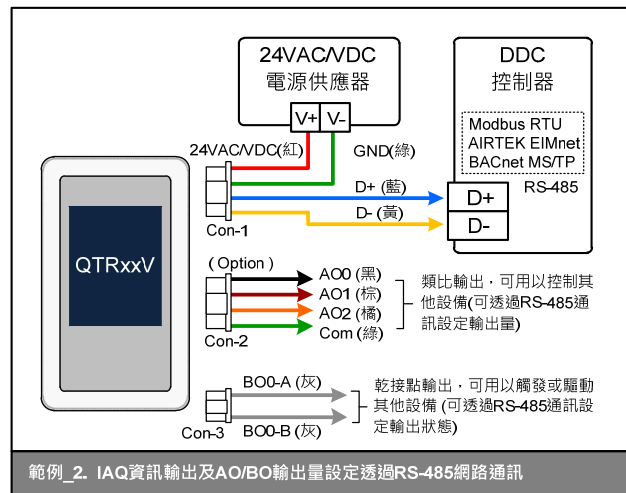 24VAC/VDC
電源供應器
V+ V-
DDC
控制器
Modbus RTU
AIRTEK EIMnet
BACnet MS/TP
RS-485
D+
D-
24VAC/VDC(紅)
GND(綠)
D+ (藍)
D- (黃)
Con-1
QTRxxV
( Option )
AO0 (黑)
AO1 (棕)
AO2 (橘)
Com (綠)
Con-2
類比輸出，可用以控制其
他設備(可透過RS-485通
訊設定輸出量)
BO0-A (灰)
BO0-B (灰)
Con-3
乾接點輸出，可用以觸發或驅動
其他設備 (可透過RS-485通訊設
定輸出狀態)
範例_2. IAQ資訊輸出及AO/BO輸出量設定透過RS-485網路通訊